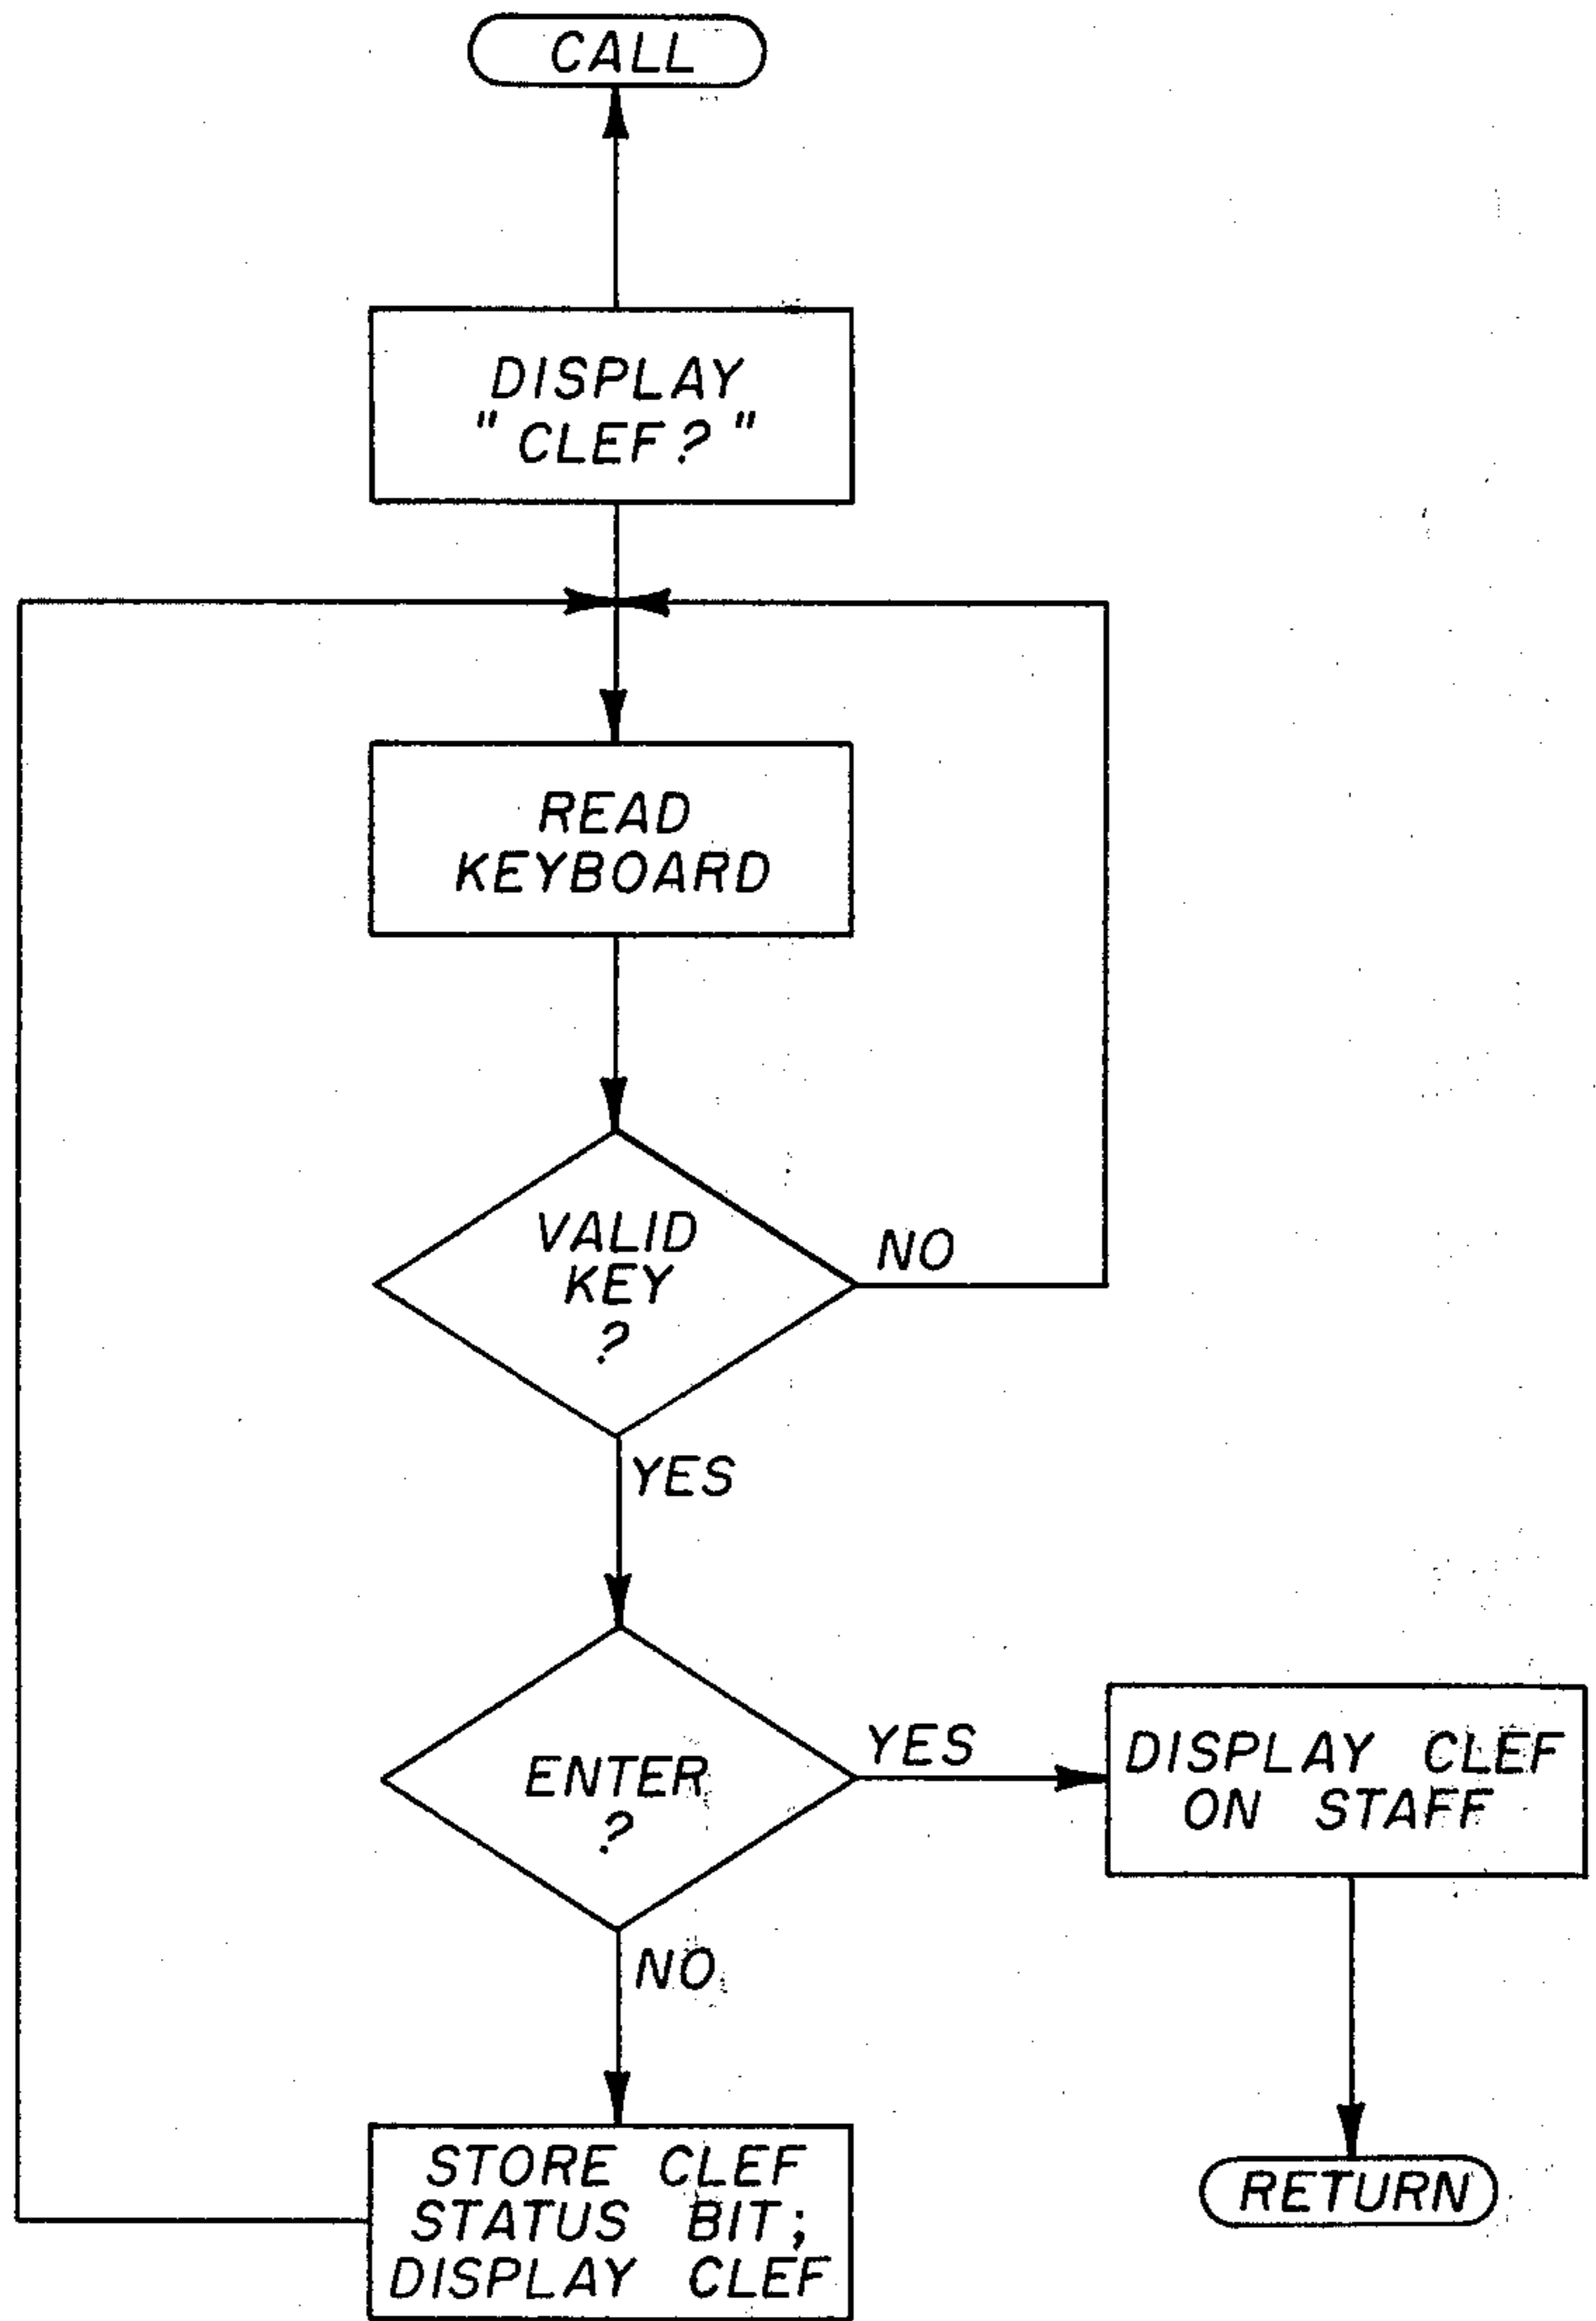 CALL
DISPLAY
" CLEF? "
READ
KEYBOARD
VALID
KEY
?
NO
YES
ENTER
?
YES
DISPLAY CLEF
ON STAFF
NO
STORE CLEF
STATUS BIT;
DISPLAY CLEF
RETURN